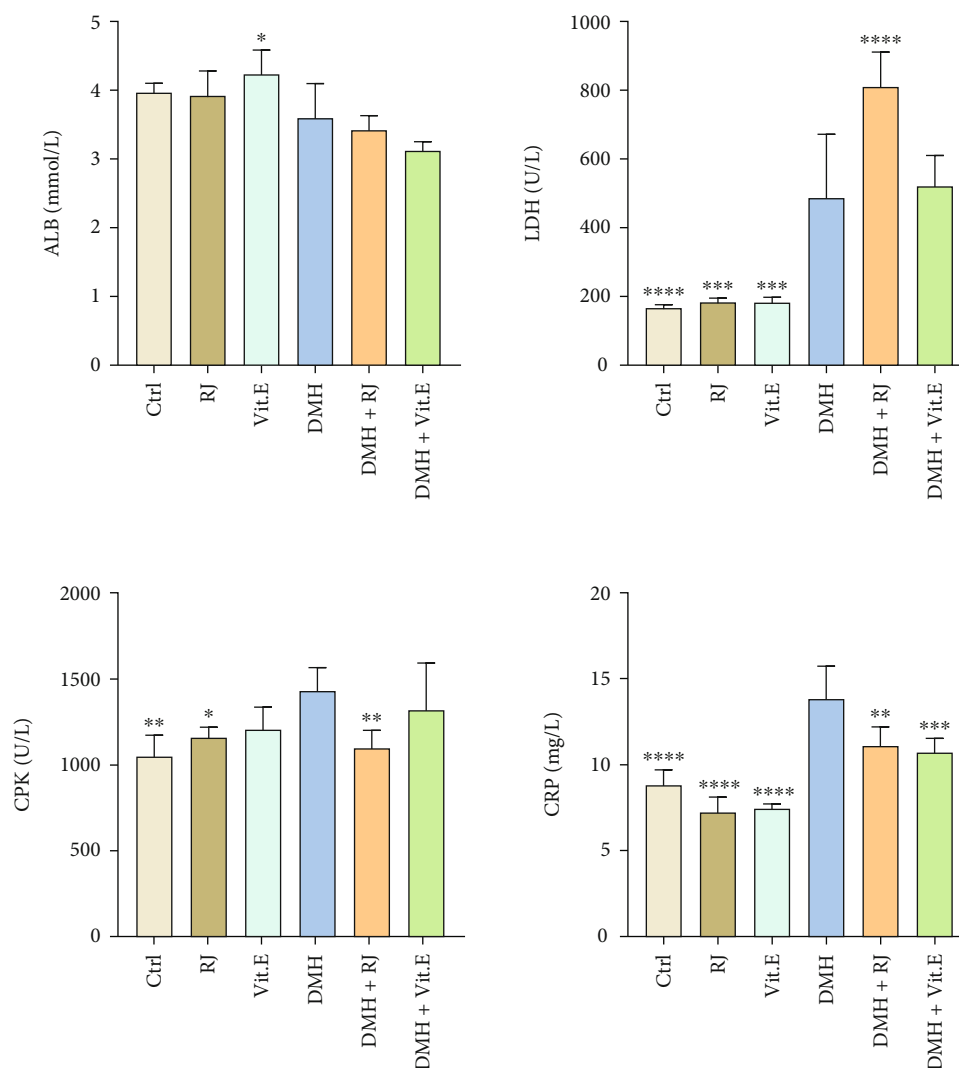 ALB (mmol/L)
5
4
3
2
1
0
*
Ctrl
RJ
Vit.E
DMH
DMH + RJ
DMH + Vit.E
LDH (U/L)
1000
800
600
400
200
0
****
***
***
****
Ctrl
RJ
Vit.E
DMH
DMH + RJ
DMH + Vit.E
CPK (U/L)
2000
1500
1000
500
0
**
*
**
Ctrl
RJ
Vit.E
DMH
DMH + RJ
DMH + Vit.E
CRP (mg/L)
20
15
10
5
0
****
****
****
**
***
Ctrl
RJ
Vit.E
DMH
DMH + RJ
DMH + Vit.E